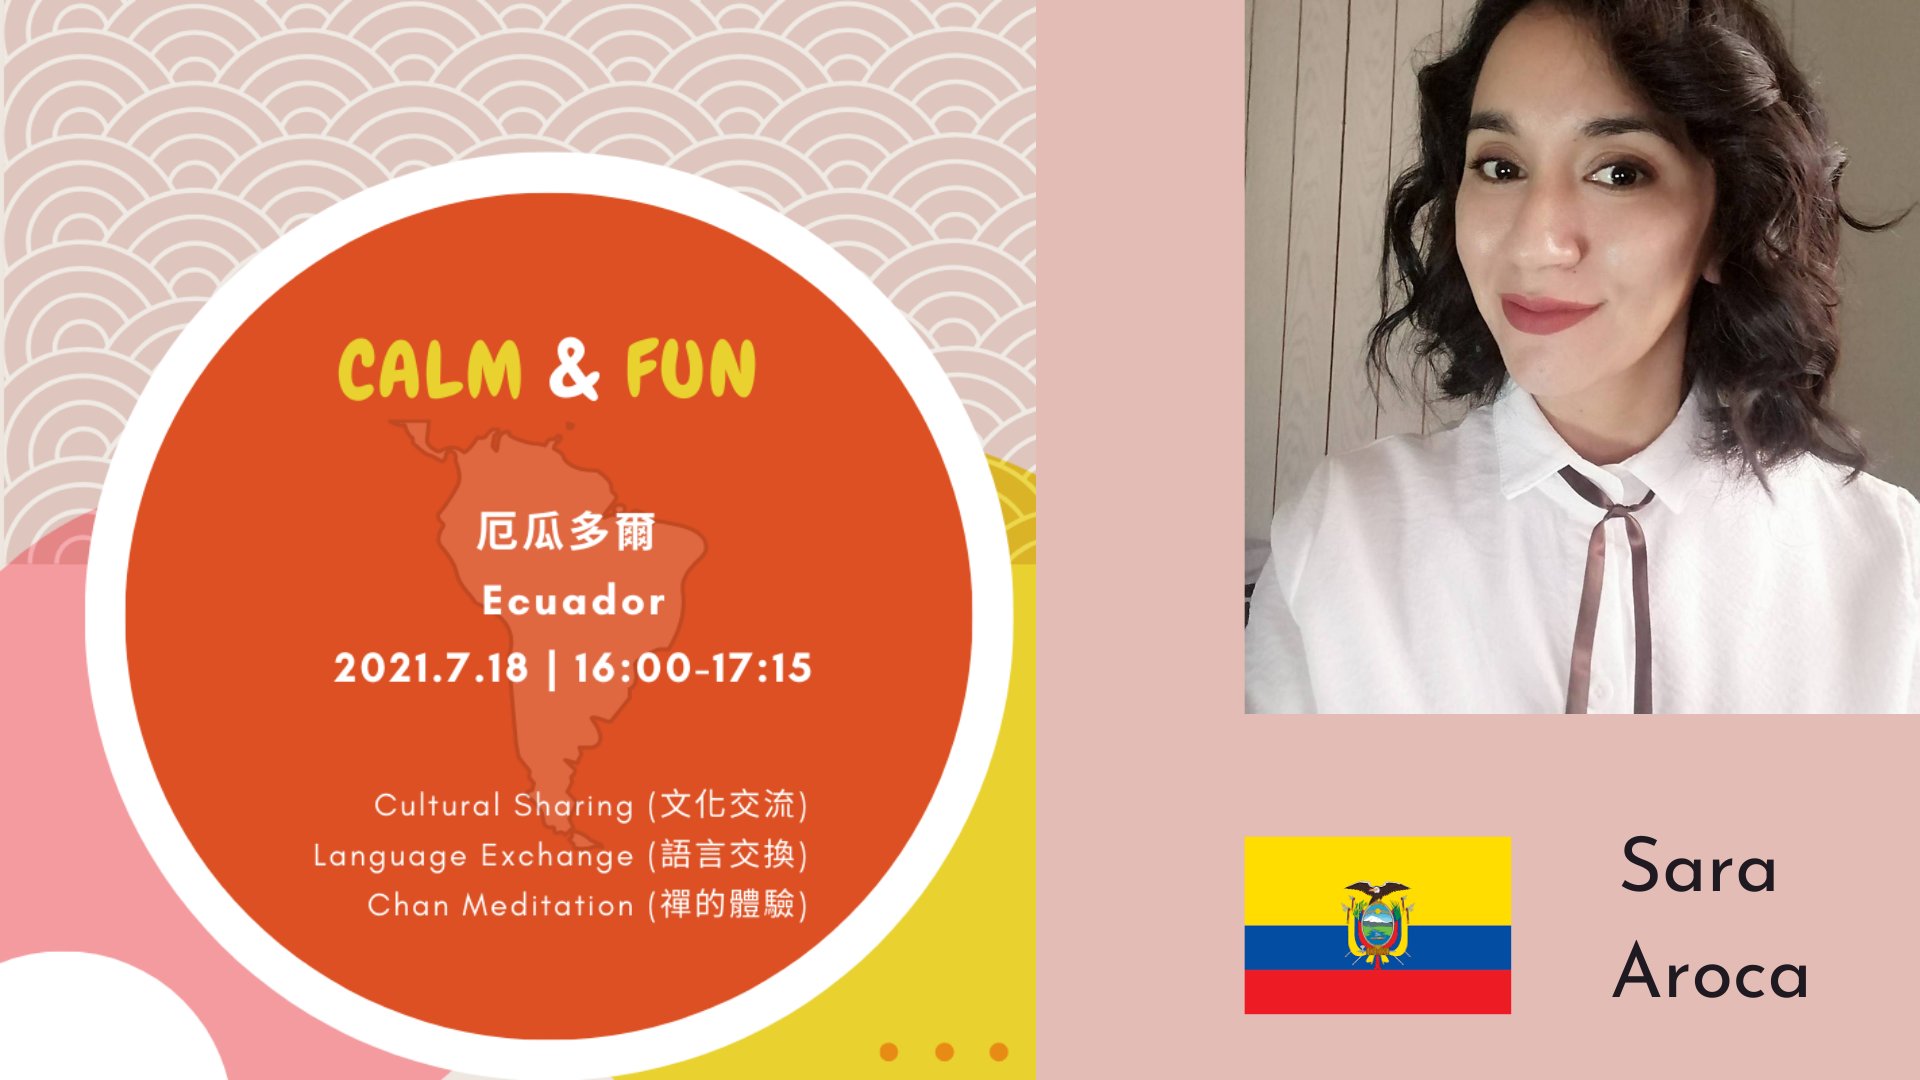 CALM & FUN
厄瓜多爾
Ecuador
2021.7.18 | 16:00-17:15
Cultural Sharing (文化交流)
Language Exchange (語言交換)
Chan Meditation (禪的體驗)
Sara
Aroca